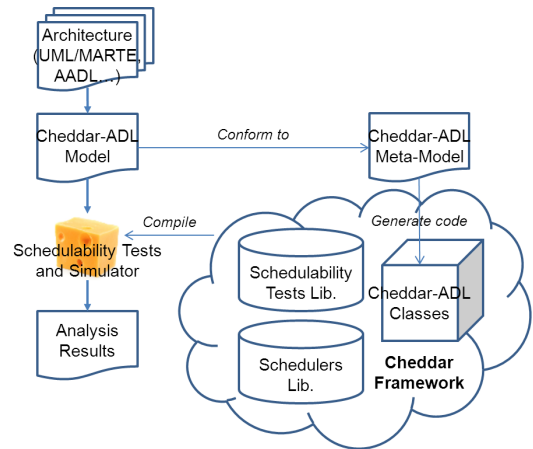 Architecture
(UML/MARTE,
AADL…)
Cheddar-ADL
Model
Conform to
Cheddar-ADL
Meta-Model
Compile
Generate code
Schedulability Tests
and Simulator
Schedulability
Tests Lib.
Cheddar-ADL
Classes
Analysis
Results
Schedulers
Lib.
Cheddar
Framework